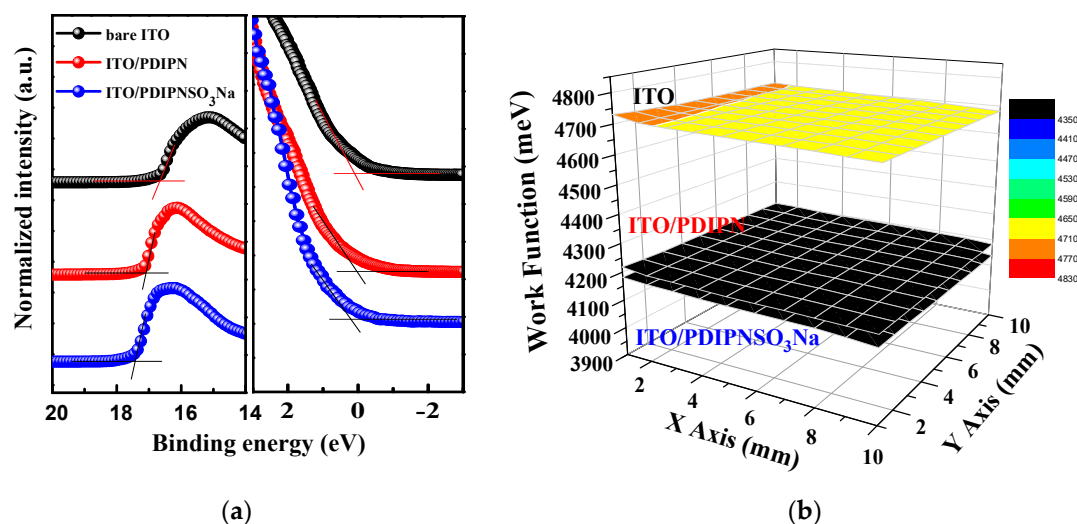 Normalized intensity (a.u.)
bare ITO
ITO/PDIPN
ITO/PDIPNSO3Na
20 18 16 14
4 2 0 -2
Binding energy (eV)
(a)
Work Function (meV)
4800
4700
4600
4500
4400
4300
4200
4100
4000
3900
ITO
ITO/PDIPN
ITO/PDIPNSO3Na
2 4 6 8 10
X Axis (mm)
2 4 6 8 10
Y Axis (mm)
4350
4410
4470
4530
4590
4650
4710
4770
4830
(b)